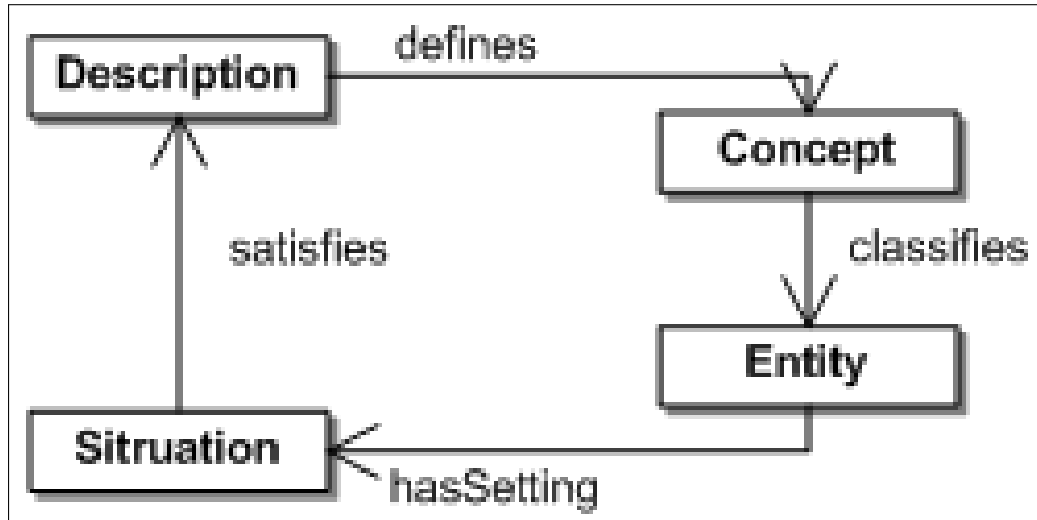 defines
Description
Concept
satisfies
classifies
Entity
Sitruation
hasSetting